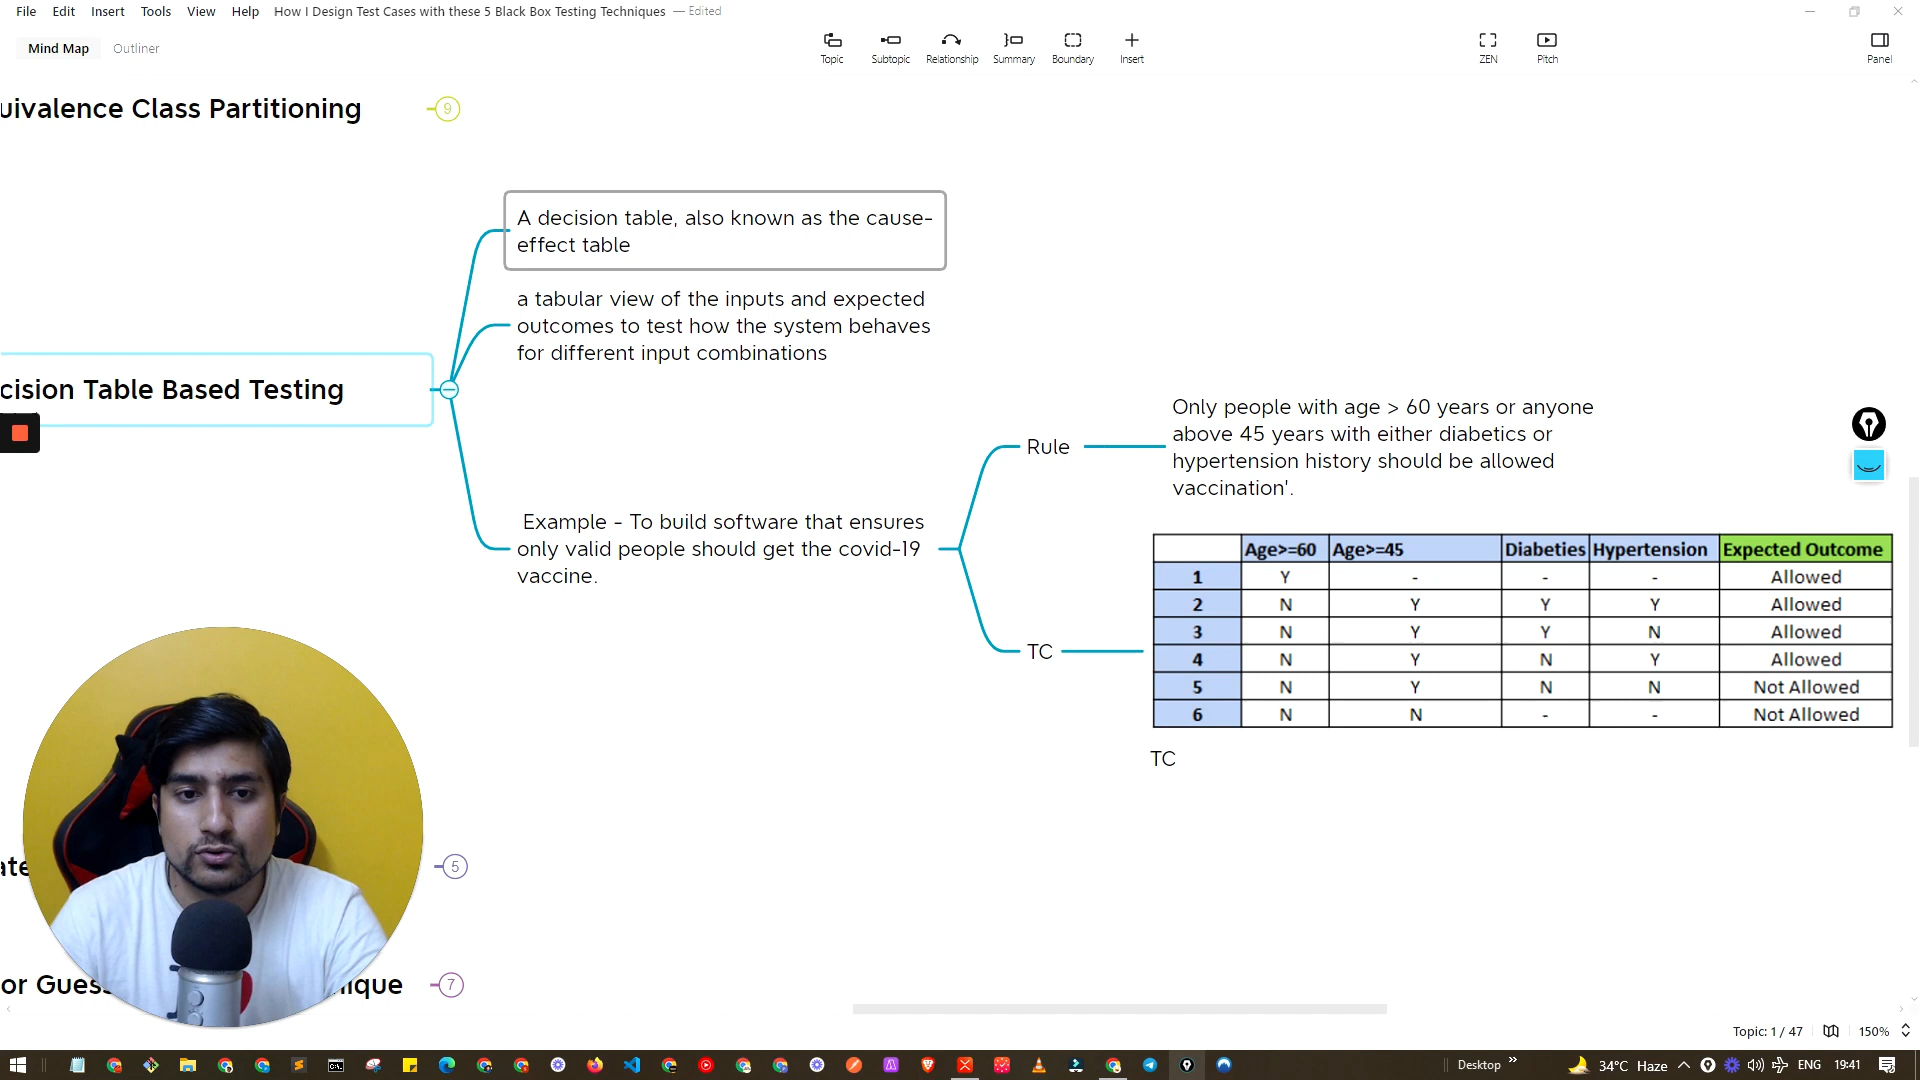 File Edit Insert Tools View Help How I Design Test Cases with these 5 Black Box Testing Techniques — Edited
Mind Map Outliner
Topic Subtopic Relationship Summary Boundary Insert ZEN Pitch Panel
uivalence Class Partitioning 9
A decision table, also known as the cause-
effect table
a tabular view of the inputs and expected
outcomes to test how the system behaves
for different input combinations
cision Table Based Testing
Only people with age > 60 years or anyone
above 45 years with either diabetics or
hypertension history should be allowed
vaccination'.
Rule
Example - To build software that ensures
only valid people should get the covid-19
vaccine.
TC
Age>=60 Age>=45 Diabeties Hypertension Expected Outcome
1 Y - - - Allowed
2 N Y Y Y Allowed
3 N Y Y N Allowed
4 N Y N Y Allowed
5 N Y N N Not Allowed
6 N N - - Not Allowed
TC
ate 5
or Gues ique 7
Topic: 1 / 47 150%
Desktop 34°C Haze ENG 19:41